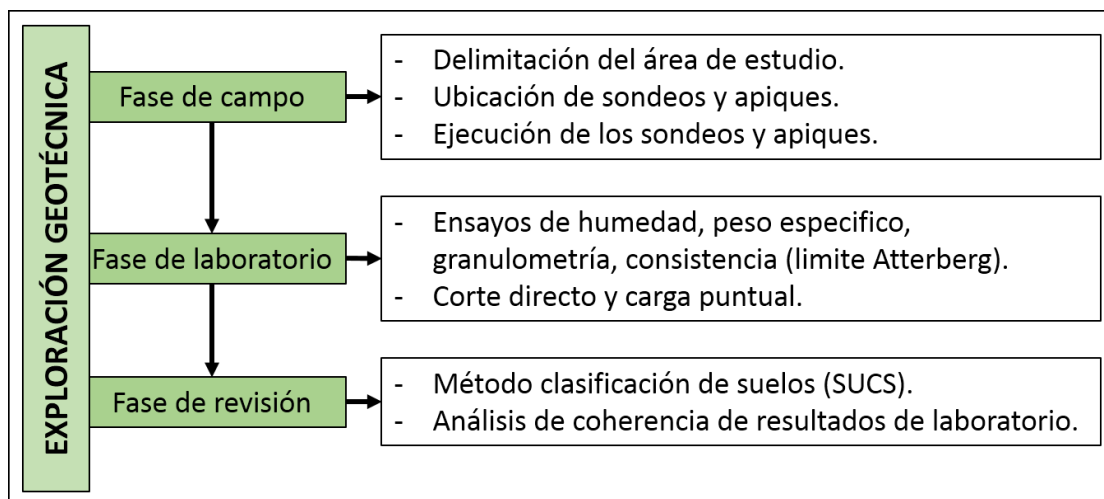 EXPLORACIÓN GEOTÉCNICA
Fase de campo
- Delimitación del área de estudio.
- Ubicación de sondeos y apiques.
- Ejecución de los sondeos y apiques.
Fase de laboratorio
- Ensayos de humedad, peso especifico,
granulometría, consistencia (limite Atterberg).
- Corte directo y carga puntual.
Fase de revisión
- Método clasificación de suelos (SUCS).
- Análisis de coherencia de resultados de laboratorio.